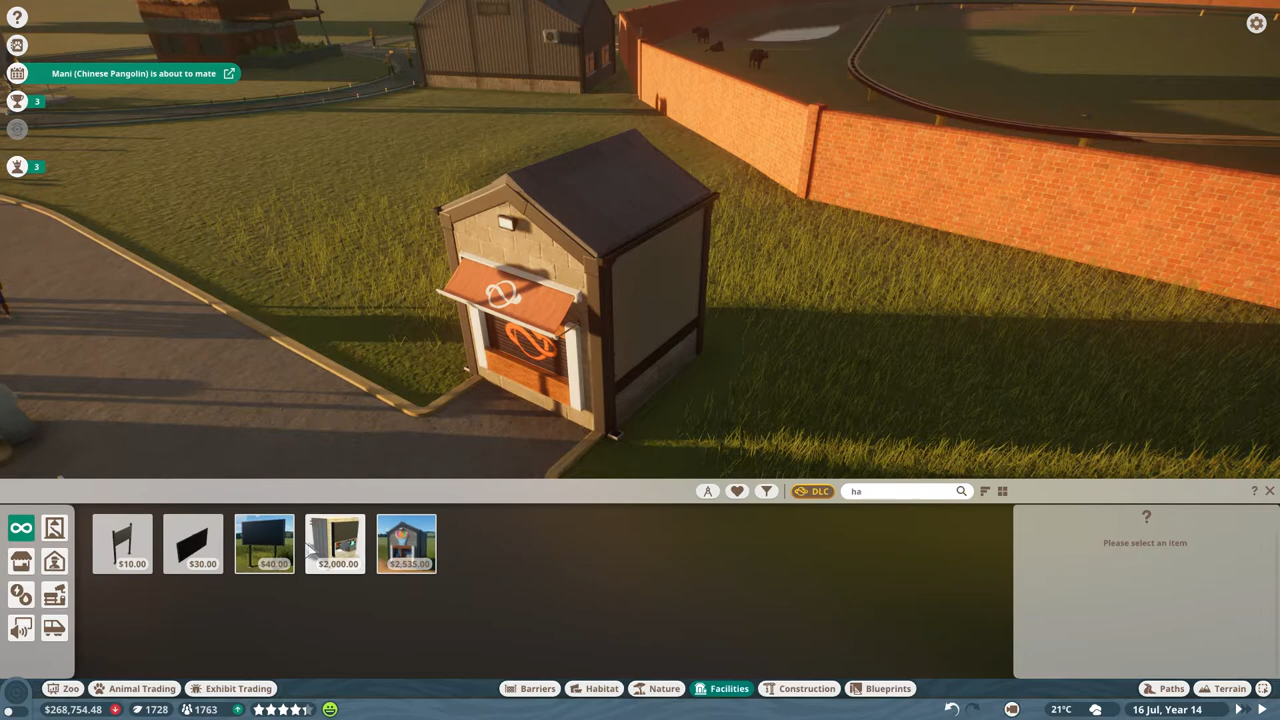 ?
Mani (Chinese Pangolin) is about to mate
3
3
DLC
ha
?
$10.00
$30.00
$40.00
$2,000.00
$2,535.00
?
Please select an item
Zoo
Animal Trading
Exhibit Trading
Barriers
Habitat
Nature
Facilities
Construction
Blueprints
Paths
Terrain
$268,754.48
1728
1763
21°C
16 Jul, Year 14